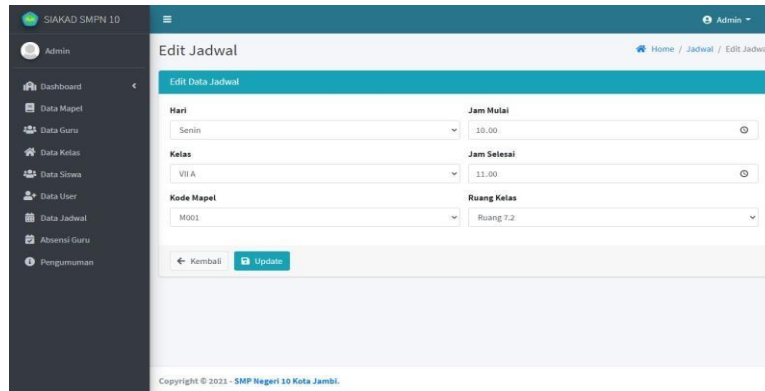 SIAKAD SMPN 10
Admin
Admin
Edit Jadwal
Home / Jadwal / Edit Jadwa
Dashboard
Data Mapel
Data Guru
Data Kelas
Data Siswa
Data User
Data Jadwal
Absensi Guru
Pengumuman
Edit Data Jadwal
Hari
Jam Mulai
Senin
10.00
Kelas
Jam Selesai
VII A
11.00
Kode Mapel
Ruang Kelas
M001
Ruang 7.2
Kembali
Update
Copyright © 2021 - SMP Negeri 10 Kota Jambi.